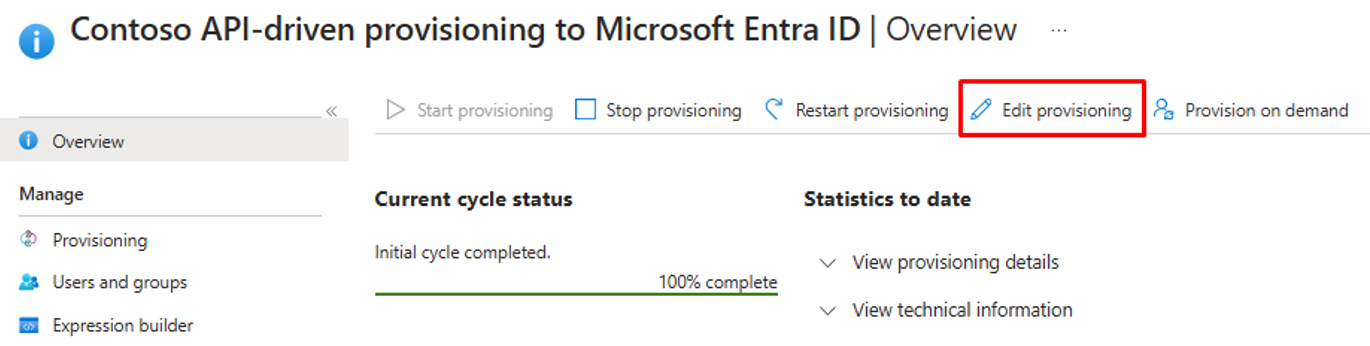 Contoso API-driven provisioning to Microsoft Entra ID | Overview ...
«
Start provisioning Stop provisioning Restart provisioning Edit provisioning Provision on demand
Overview
Manage
Provisioning
Users and groups
Expression builder
Current cycle status
Initial cycle completed.
100% complete
Statistics to date
View provisioning details
View technical information